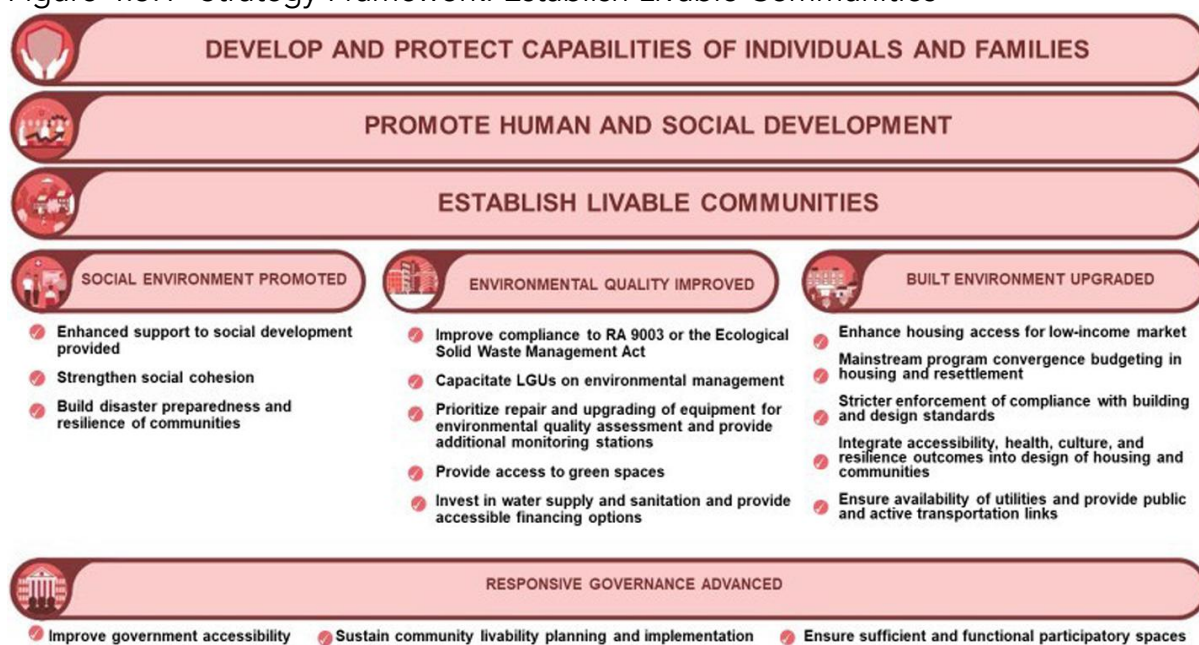 Strategy Framework: Establish Livable Communities
DEVELOP AND PROTECT CAPABILITIES OF INDIVIDUALS AND FAMILIES
PROMOTE HUMAN AND SOCIAL DEVELOPMENT
ESTABLISH LIVABLE COMMUNITIES
SOCIAL ENVIRONMENT PROMOTED
Enhanced support to social development
provided
Strengthen social cohesion
Build disaster preparedness and
resilience of communities
ENVIRONMENTAL QUALITY IMPROVED
Improve compliance to RA 9003 or the Ecological
Solid Waste Management Act
Capacitate LGUs on environmental management
Prioritize repair and upgrading of equipment for
environmental quality assessment and provide
additional monitoring stations
Provide access to green spaces
Invest in water supply and sanitation and provide
accessible financing options
BUILT ENVIRONMENT UPGRADED
Enhance housing access for low-income market
Mainstream program convergence budgeting in
housing and resettlement
Stricter enforcement of compliance with building
and design standards
Integrate accessibility, health, culture, and
resilience outcomes into design of housing and
communities
Ensure availability of utilities and provide public
and active transportation links
RESPONSIVE GOVERNANCE ADVANCED
Improve government accessibility
Sustain community livability planning and implementation
Ensure sufficient and functional participatory spaces